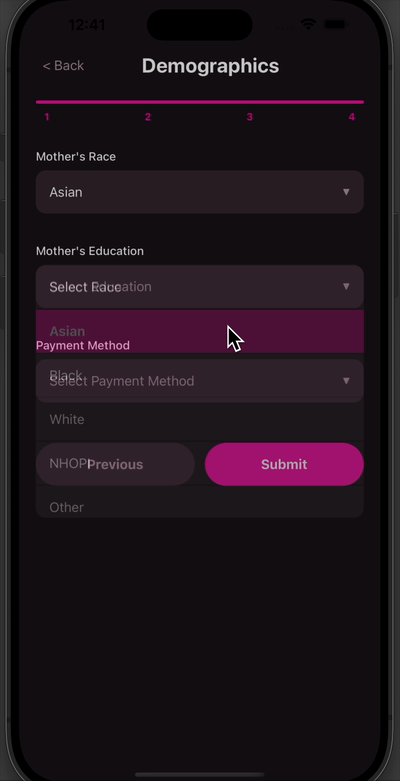 12:41
< Back
Demographics
1 2 3 4
Mother's Race
Asian
Mother's Education
Select Race
Select Education
Asian
Payment Method
Black
Select Payment Method
White
NHOPI
Previous
Submit
Other